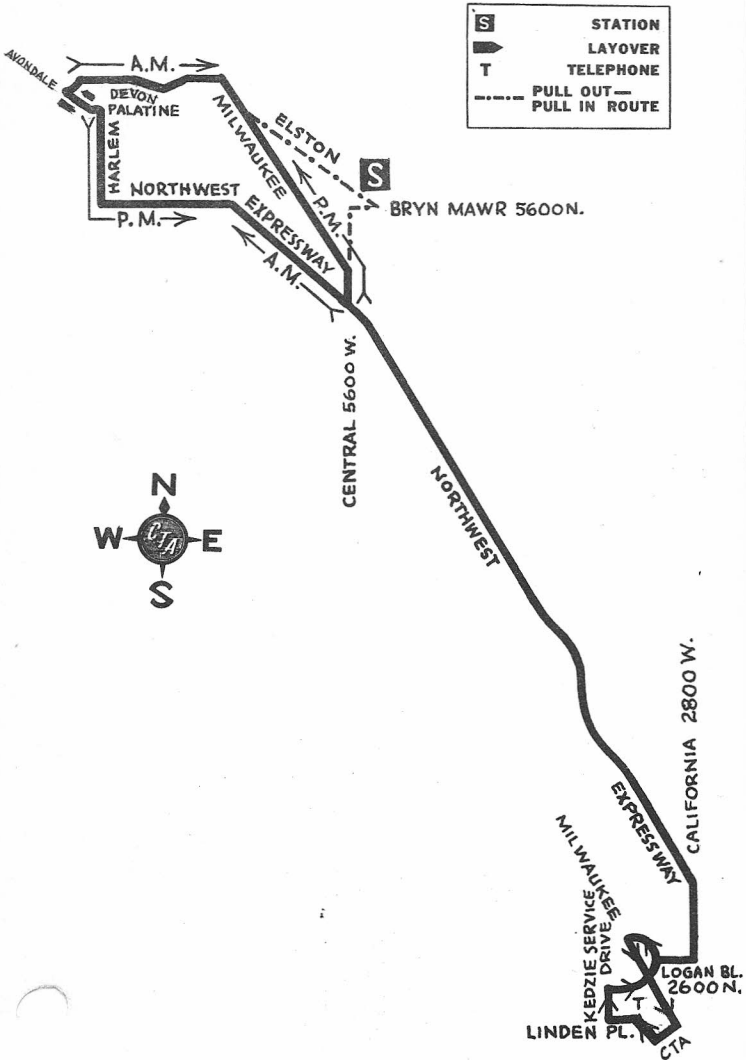 S STATION
LAYOVER
T TELEPHONE
PULL OUT—
PULL IN ROUTE
AVONDALE
A.M.
DEVON
PALATINE
HARLEM
MILWAUKEE
ELSTON
S
BRYN MAWR 5600N.
NORTHWEST
EXPRESSWAY
P.M.
P.M.
A.M.
CENTRAL 5600 W.
N
W E
S
CTA
NORTHWEST
EXPRESSWAY
CALIFORNIA 2800 W.
MILWAUKEE
KEDZIE SERVICE
DRIVE
LOGAN BL.
2600N.
T
LINDEN PL.
CTA